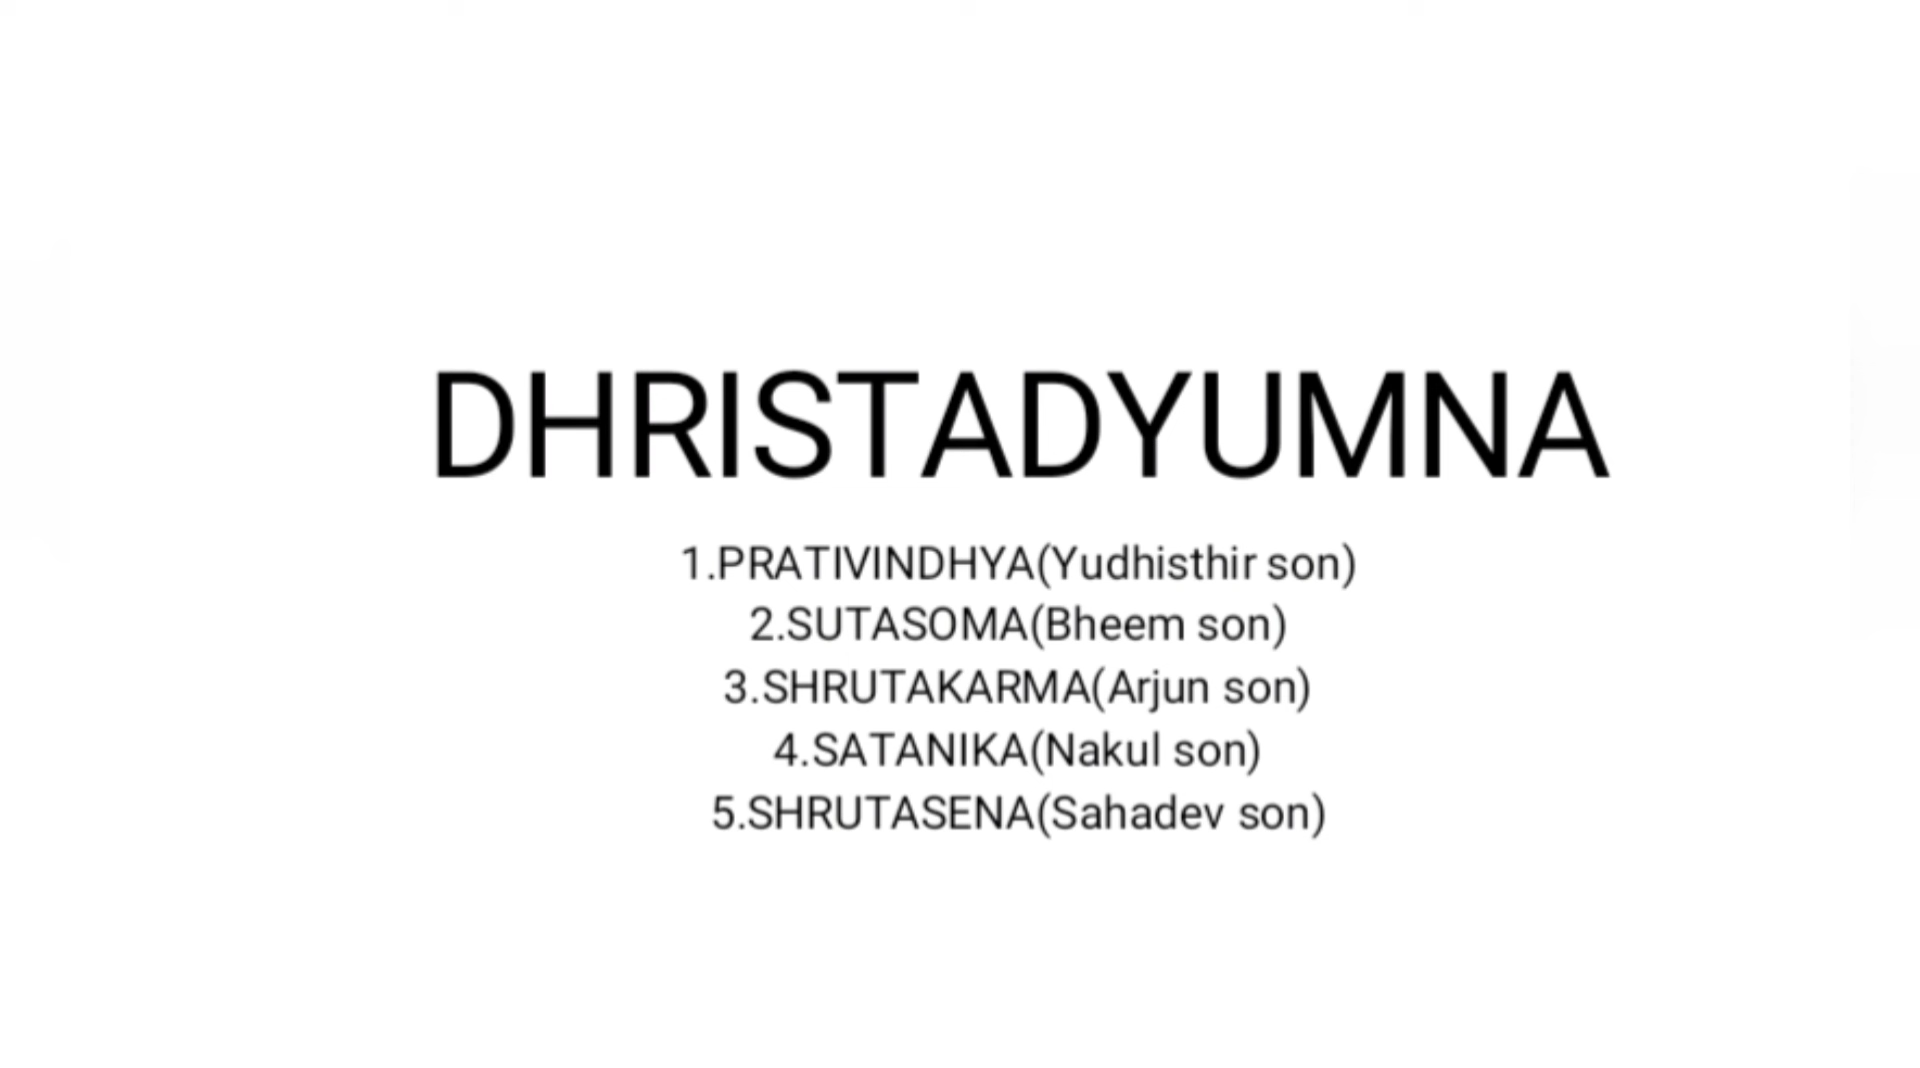 DHRISTADYUMNA
1.PRATIVINDHYA(Yudhisthir son)
2.SUTASOMA(Bheem son)
3.SHRUTAKARMA(Arjun son)
4.SATANIKA(Nakul son)
5.SHRUTASENA(Sahadev son)